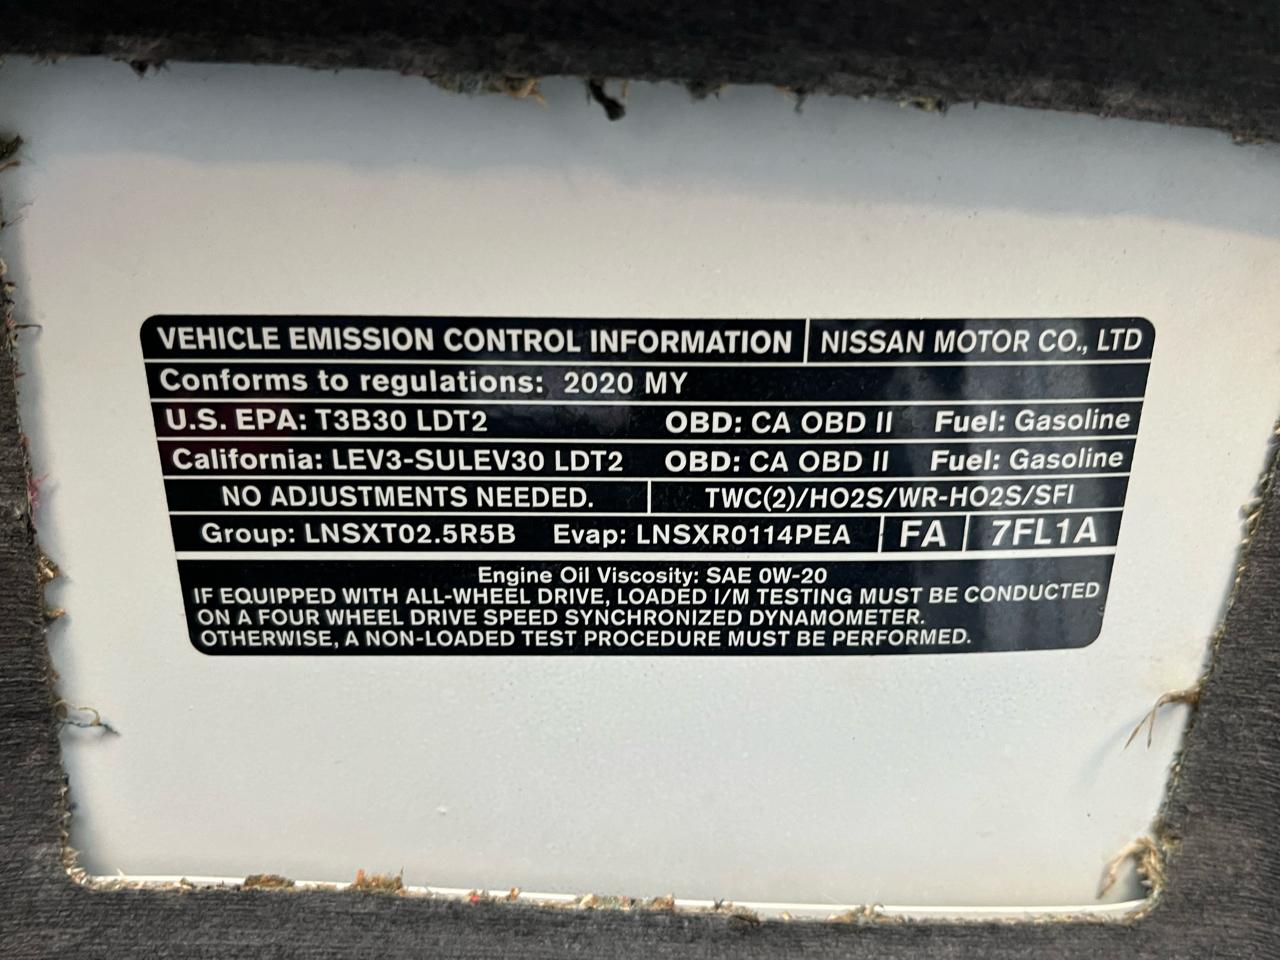 VEHICLE EMISSION CONTROL INFORMATION NISSAN MOTOR CO., LTD
Conforms to regulations: 2020 MY
U.S. EPA: T3B30 LDT2 OBD: CA OBD II Fuel: Gasoline
California: LEV3-SULEV30 LDT2 OBD: CA OBD II Fuel: Gasoline
NO ADJUSTMENTS NEEDED. TWC(2)/HO2S/WR-HO2S/SFI
Group: LNSXT02.5R5B Evap: LNSXR0114PEA FA 7FL1A
Engine Oil Viscosity: SAE 0W-20
IF EQUIPPED WITH ALL-WHEEL DRIVE, LOADED I/M TESTING MUST BE CONDUCTED
ON A FOUR WHEEL DRIVE SPEED SYNCHRONIZED DYNAMOMETER.
OTHERWISE, A NON-LOADED TEST PROCEDURE MUST BE PERFORMED.